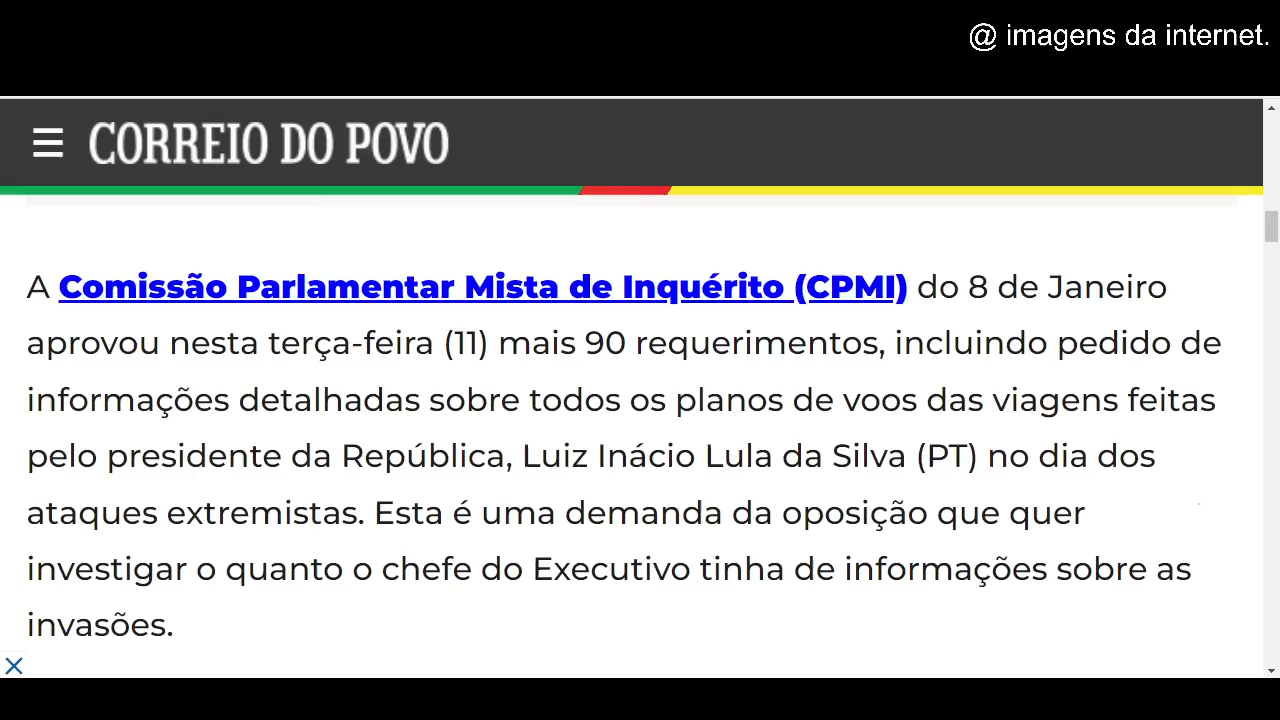 @ imagens da internet.
CORREIO DO POVO
A Comissão Parlamentar Mista de Inquérito (CPMI) do 8 de Janeiro
aprovou nesta terça-feira (11) mais 90 requerimentos, incluindo pedido de
informações detalhadas sobre todos os planos de voos das viagens feitas
pelo presidente da República, Luiz Inácio Lula da Silva (PT) no dia dos
ataques extremistas. Esta é uma demanda da oposição que quer
investigar o quanto o chefe do Executivo tinha de informações sobre as
invasões.